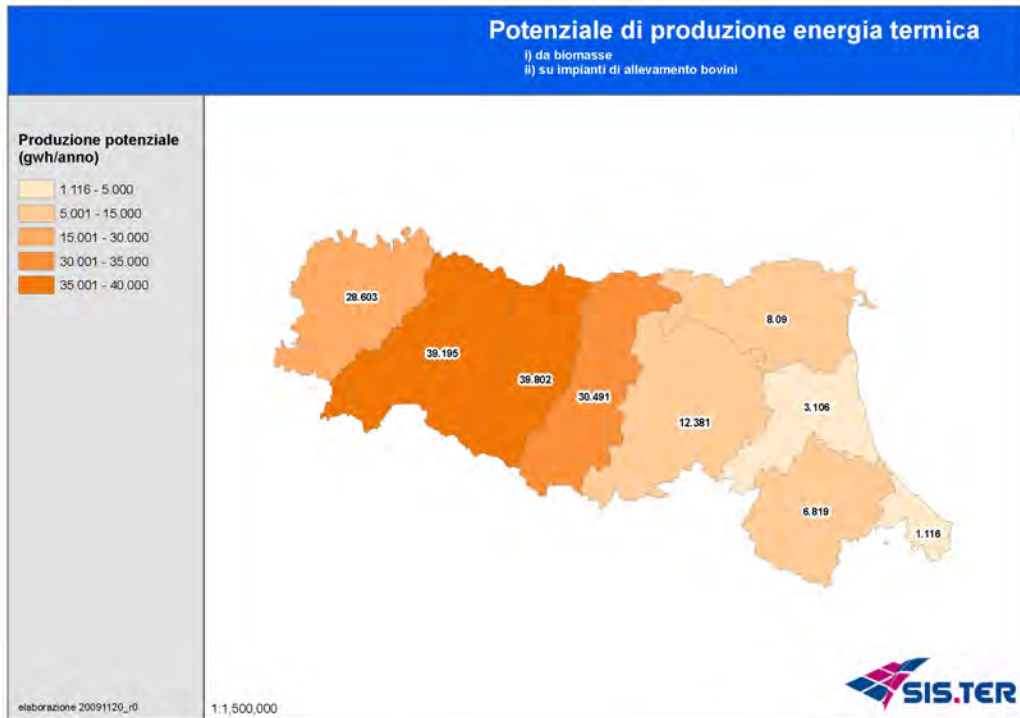 Potenziale di produzione energia termica
i) da biomasse
ii) su impianti di allevamento bovini
Produzione potenziale
(gwh/anno)
1 116 - 5.000
5.001 - 15.000
15.001 - 30.000
30 001 - 35.000
35 001 - 40.000
28.603
39.195
39.802
30.491
8.09
12.381
3.106
6.819
1.116
elaborazione 20091120_r0
1:1,500,000
SIS.TER